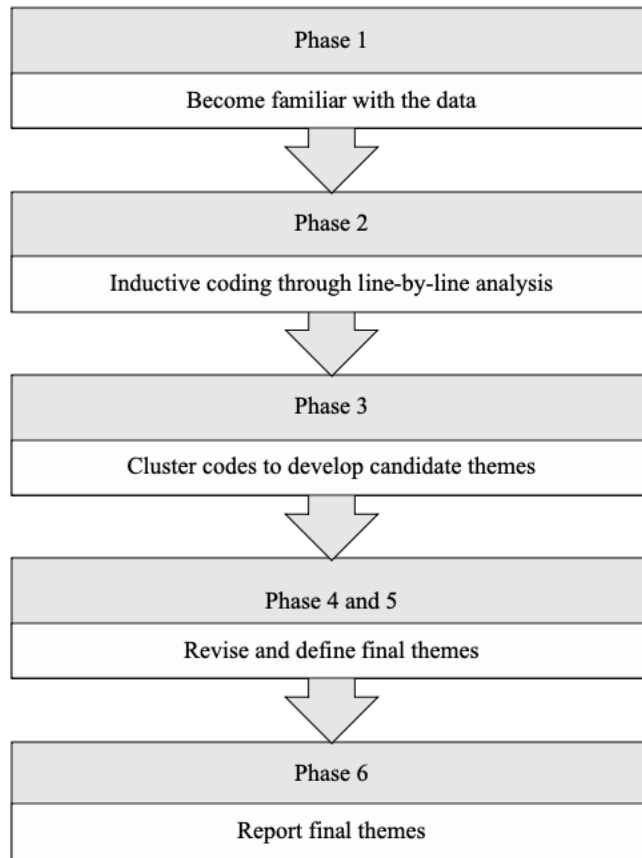 Phase 1
Become familiar with the data
Phase 2
Inductive coding through line-by-line analysis
Phase 3
Cluster codes to develop candidate themes
Phase 4 and 5
Revise and define final themes
Phase 6
Report final themes